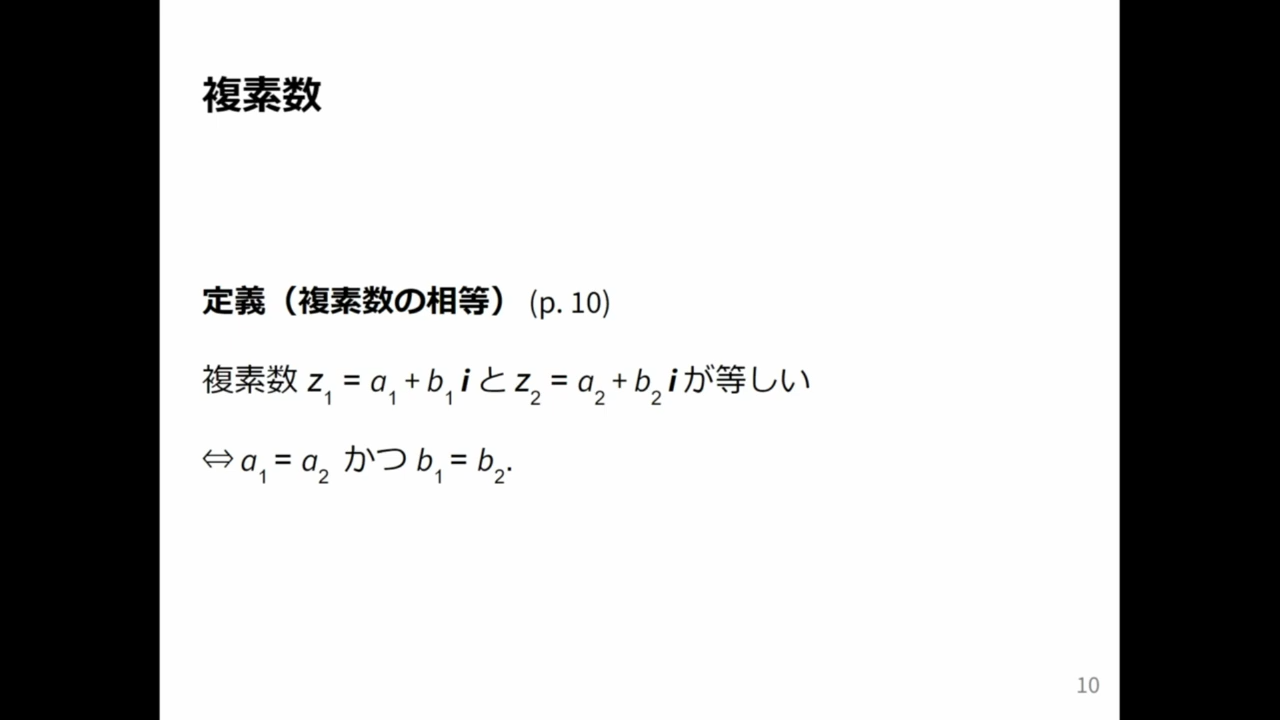 複素数
定義（複素数の相等） (p. 10)
複素数 z₁ = a₁ + b₁ i と z₂ = a₂ + b₂ i が等しい
⇔ a₁ = a₂ かつ b₁ = b₂.
10